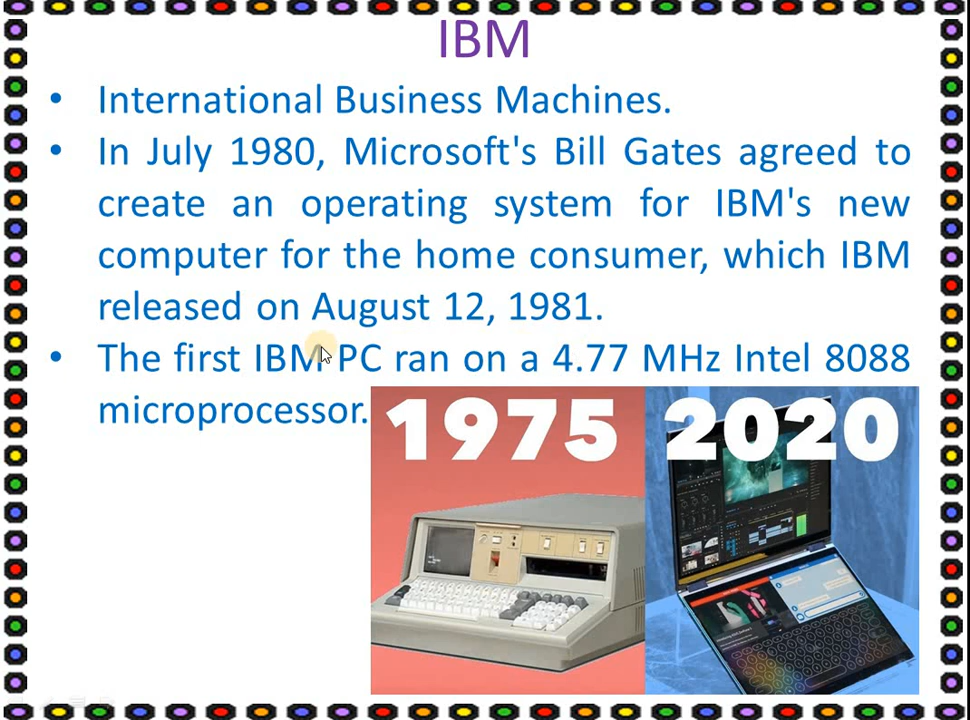 IBM
• International Business Machines.
• In July 1980, Microsoft's Bill Gates agreed to
create an operating system for IBM's new
computer for the home consumer, which IBM
released on August 12, 1981.
• The first IBM PC ran on a 4.77 MHz Intel 8088
microprocessor.
1975 2020